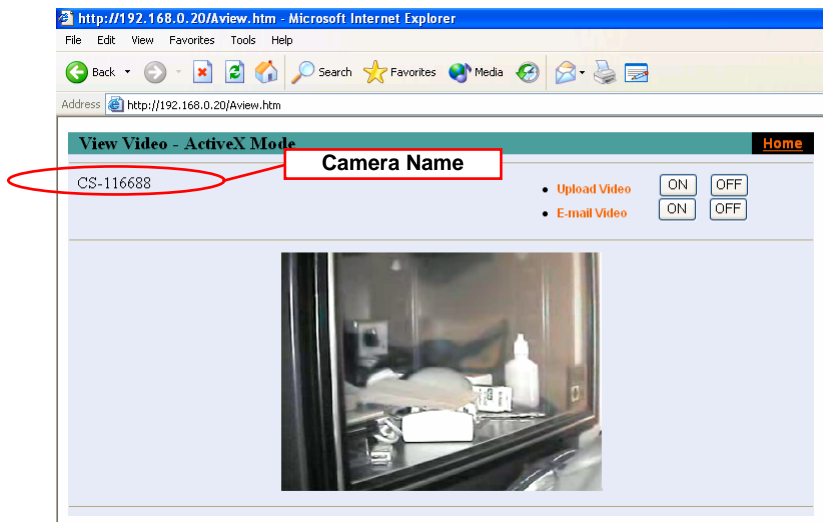 http://192.168.0.20/Aview.htm - Microsoft Internet Explorer
File Edit View Favorites Tools Help
Back Search Favorites Media
Address http://192.168.0.20/Aview.htm
View Video - ActiveX Mode Home
Camera Name
CS-116688
• Upload Video ON OFF
• E-mail Video ON OFF